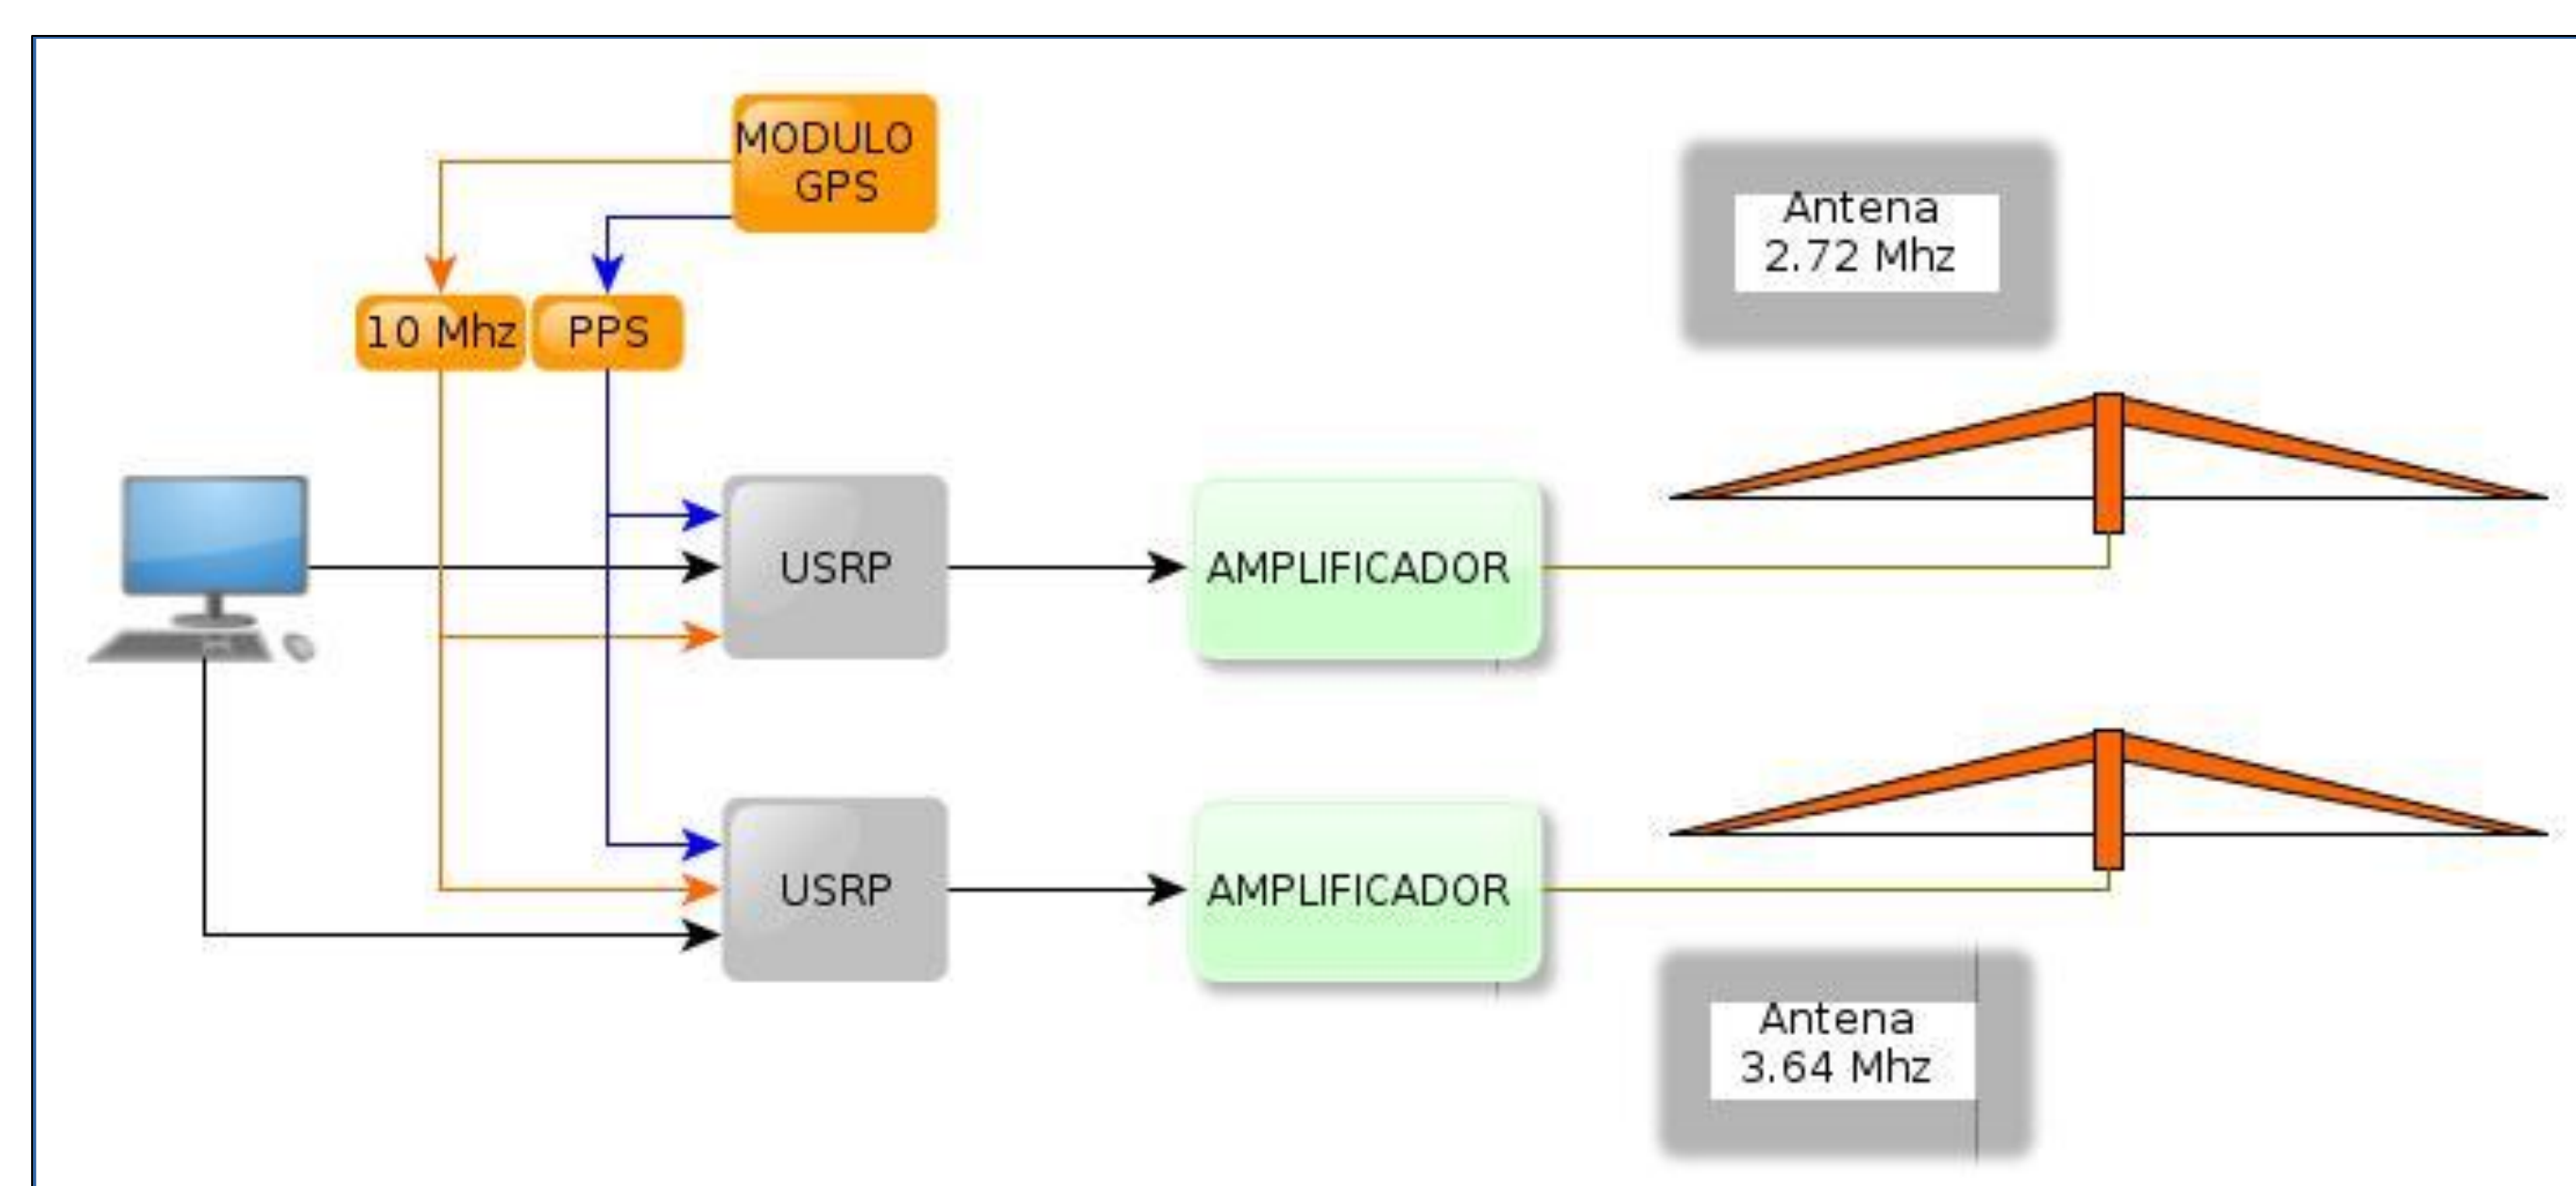 MODULO
GPS
Antena
2.72 Mhz
10 Mhz
PPS
USRP
AMPLIFICADOR
USRP
AMPLIFICADOR
Antena
3.64 Mhz